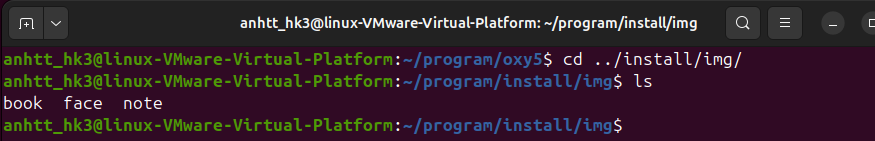 anhtt_hk3@linux-VMware-Virtual-Platform: ~/program/install/img
anhtt_hk3@linux-VMware-Virtual-Platform:~/program/oxy5$ cd ../install/img/
anhtt_hk3@linux-VMware-Virtual-Platform:~/program/install/img$ ls
book  face  note
anhtt_hk3@linux-VMware-Virtual-Platform:~/program/install/img$